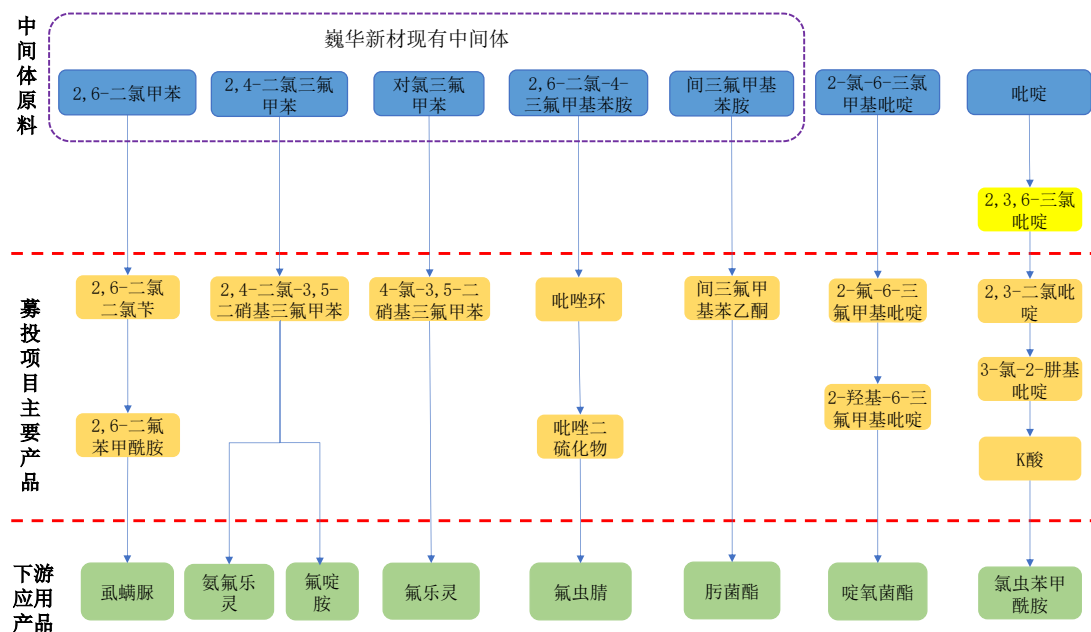 中
间
体
原
料
巍华新材现有中间体
2,6-二氯甲苯
2,4-二氯三氟
甲苯
对氯三氟
甲苯
2,6-二氯-4-
三氟甲基苯胺
间三氟甲基
苯胺
2-氯-6-三氯
甲基吡啶
吡啶
2,3,6-三氯
吡啶
募
投
项
目
主
要
产
品
2,6-二氯
二氯苄
2,4-二氯-3,5-
二硝基三氟甲苯
4-氯-3,5-二
硝基三氟甲苯
吡唑环
间三氟甲
基苯乙酮
2-氟-6-三
氟甲基吡啶
2,3-二氯吡
啶
3-氯-2-肼基
吡啶
2,6-二氟
苯甲酰胺
吡唑二
硫化物
2-羟基-6-三
氟甲基吡啶
K酸
下游
应用
产品
虱螨脲
氨氟乐
灵
氟啶
胺
氟乐灵
氟虫腈
肟菌酯
啶氧菌酯
氯虫苯甲
酰胺